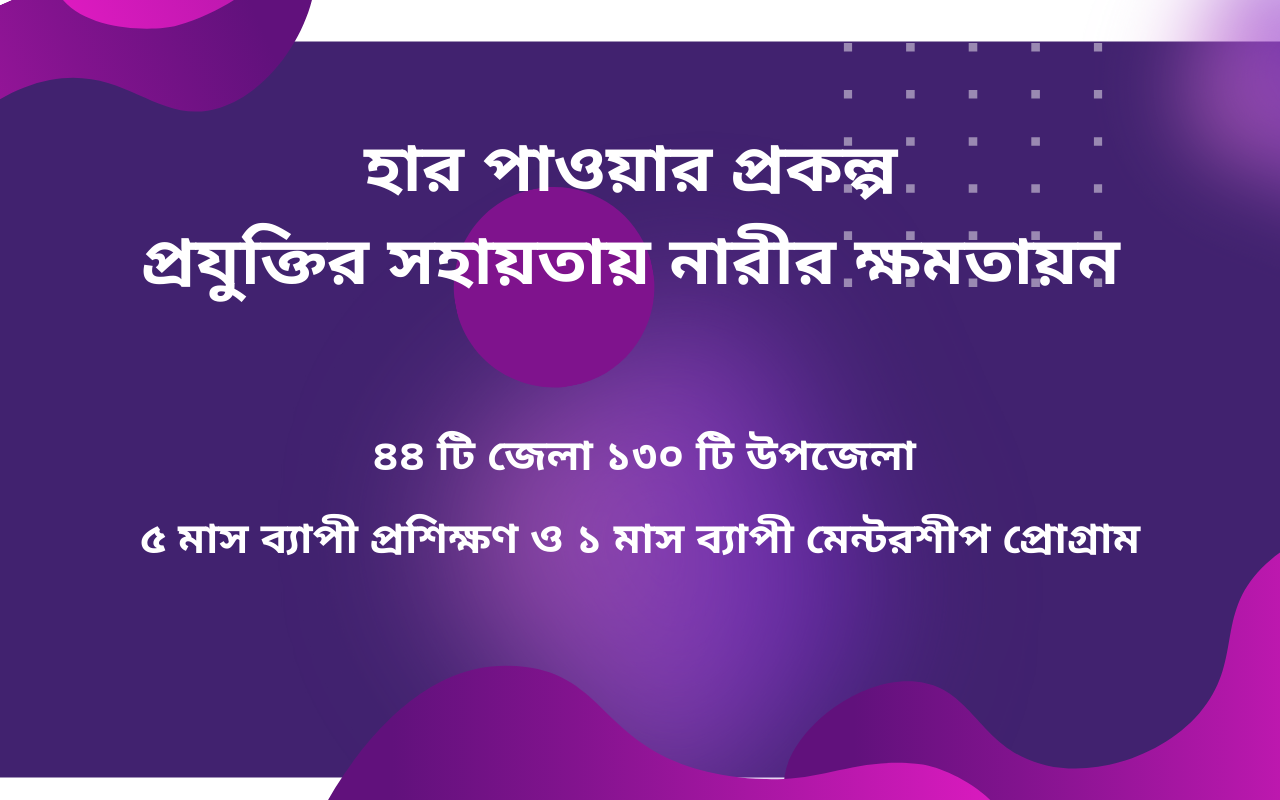 হার পাওয়ার প্রকল্প
প্রযুক্তির সহায়তায় নারীর ক্ষমতায়ন
৪৪ টি জেলা ১৩০ টি উপজেলা
৫ মাস ব্যাপী প্রশিক্ষণ ও ১ মাস ব্যাপী মেন্টরশীপ প্রোগ্রাম